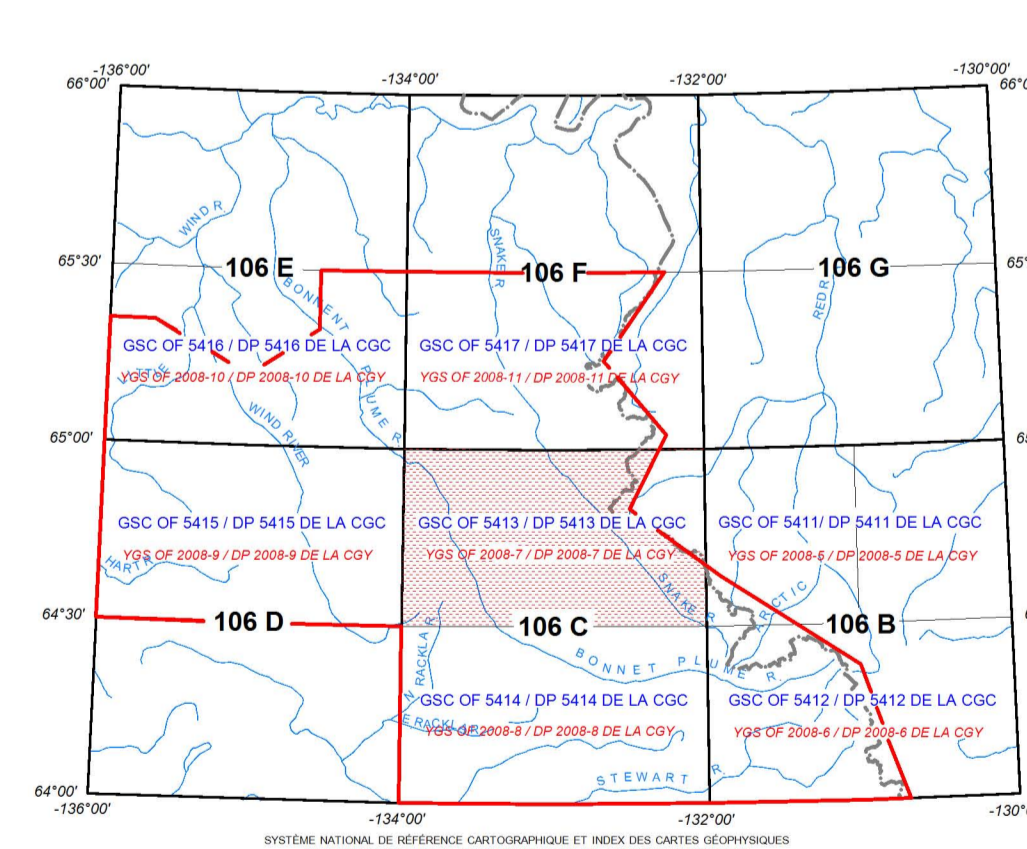 -136°00'
-134°00'
-132°00'
-130°00'
66°00'
66°0
WIND R
65°30'
65°
106 E
106 F
106 G
SNAKE R
BONNENT
PLUME R.
RED R
GSC OF 5416 / DP 5416 DE LA CGC
GSC OF 5417 / DP 5417 DE LA CGC
YGS OF 2008-10 / DP 2008-10 DE LA CGY
YGS OF 2008-11 / DP 2008-11 DE LA CGY
WIND RIVER
65°00'
GSC OF 5415 / DP 5415 DE LA CGC
GSC OF 5413 / DP 5413 DE LA CGC
GSC OF 5411/ DP 5411 DE LA CGC
YGS OF 2008-9 / DP 2008-9 DE LA CGY
YGS OF 2008-7 / DP 2008-7 DE LA CGY
YGS OF 2008-5 / DP 2008-5 DE LA CGY
HART R
SNAKE R
ARCTIC
64°30'
106 D
106 C
106 B
BONNET PLUME R.
N RACKLA R.
GSC OF 5414 / DP 5414 DE LA CGC
GSC OF 5412 / DP 5412 DE LA CGC
E RACKLA R.
YGS OF 2008-8 / DP 2008-8 DE LA CGY
YGS OF 2008-6 / DP 2008-6 DE LA CGY
STEWART R.
64°00'
-136°00'
-134°00'
-132°00'
-130°
SYSTÈME NATIONAL DE RÉFÉRENCE CARTOGRAPHIQUE ET INDEX DES CARTES GÉOPHYSIQUES